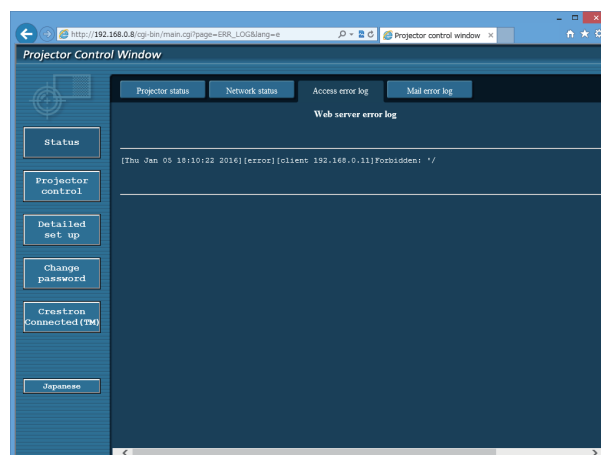 http://192.168.0.8/cgi-bin/main.cgi?page=ERR_LOG&lang=e
Projector control window
Projector Control Window
Projector status
Network status
Access error log
Mail error log
Web server error log
Status
[Thu Jan 05 18:10:22 2016][error][client 192.168.0.11]Forbidden: '/
Projector
control
Detailed
set up
Change
password
Crestron
Connected(TM)
Japanese